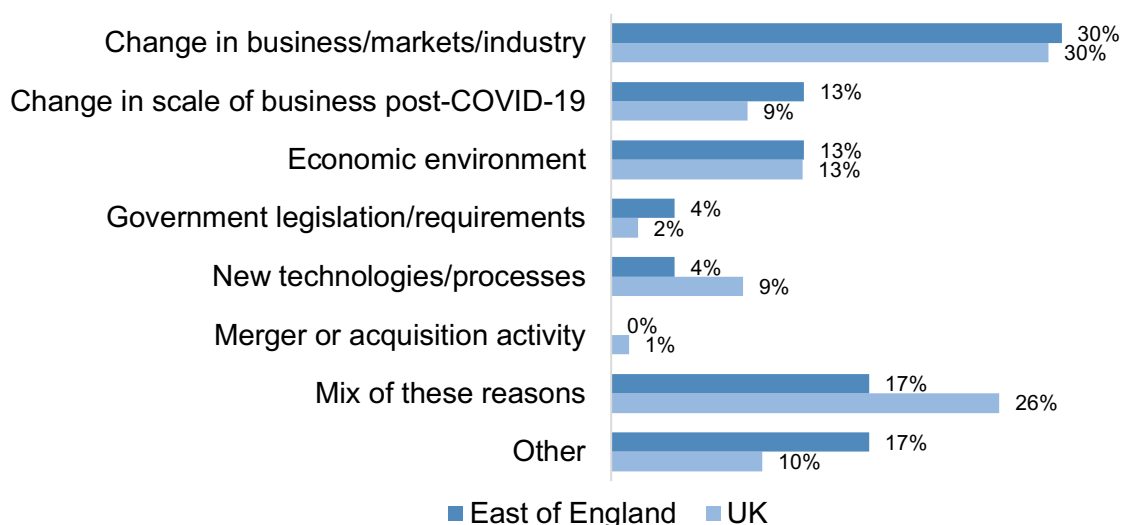 Change in business/markets/industry
30%
30%
Change in scale of business post-COVID-19
13%
9%
Economic environment
13%
13%
Government legislation/requirements
4%
2%
New technologies/processes
4%
9%
Merger or acquisition activity
0%
1%
Mix of these reasons
17%
26%
Other
17%
10%
East of England UK